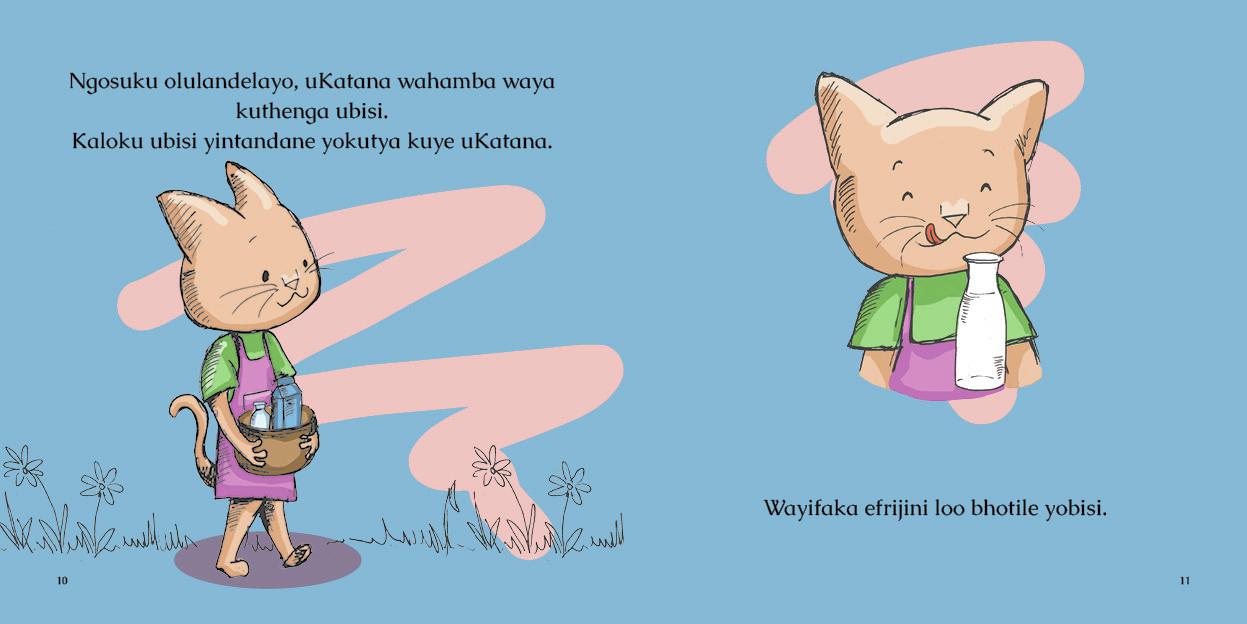 Ngosuku olulandelayo, uKatana wahamba waya
kuthenga ubisi.
Kaloku ubisi yintandane yokutya kuye uKatana.
10
Wayifaka efrijini loo bhotile yobisi.
11